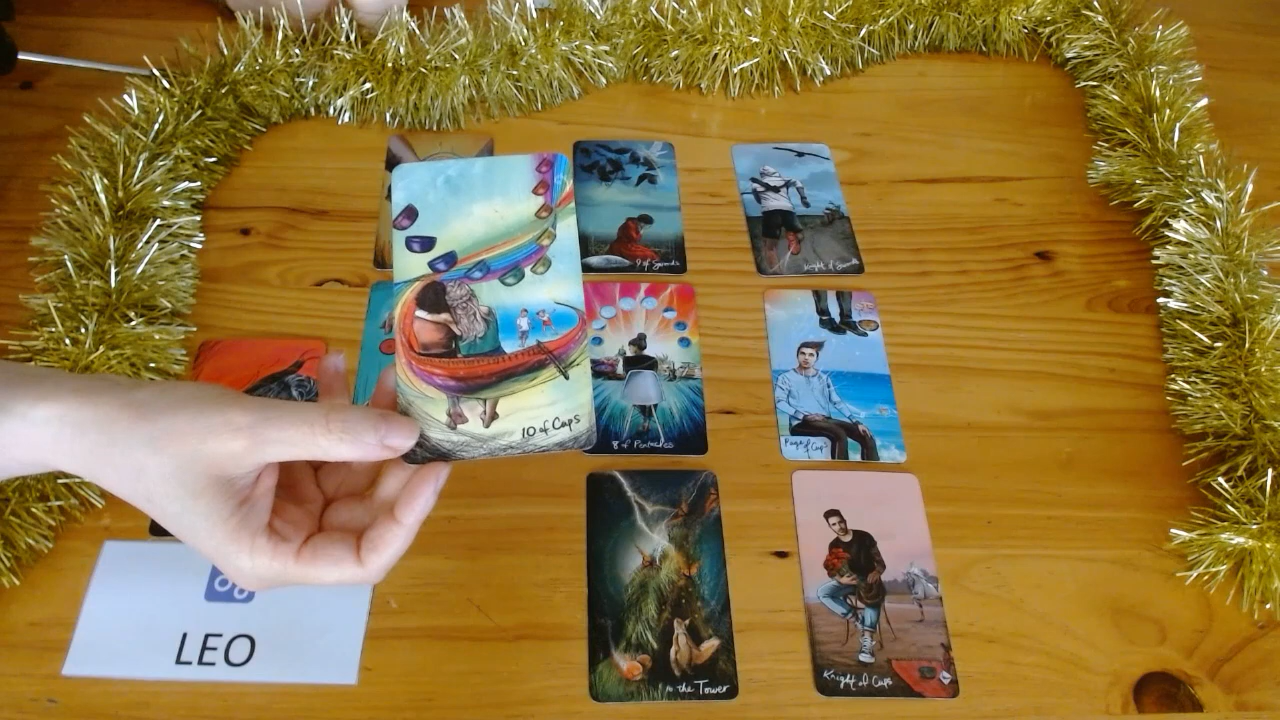 9 of Swords
Knight of Swords
10 of Cups
8 of Pentacles
Page
of Cups
LEO
10 the Tower
Knight of Cups